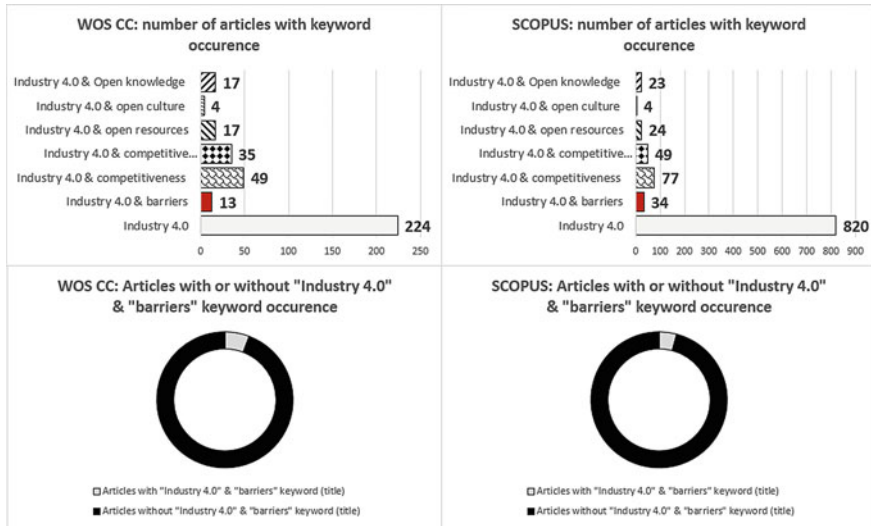 WOS CC: number of articles with keyword
occurence
Industry 4.0 & Open knowledge 17
Industry 4.0 & open culture 4
Industry 4.0 & open resources 17
Industry 4.0 & competitive... 35
Industry 4.0 & competitiveness 49
Industry 4.0 & barriers 13
Industry 4.0 224
0 50 100 150 200 250
SCOPUS: number of articles with keyword
occurence
Industry 4.0 & Open knowledge 23
Industry 4.0 & open culture 4
Industry 4.0 & open resources 24
Industry 4.0 & competitive... 49
Industry 4.0 & competitiveness 77
Industry 4.0 & barriers 34
Industry 4.0 820
0 100 200 300 400 500 600 700 800 900
WOS CC: Articles with or without "Industry 4.0"
& "barriers" keyword occurence
Articles with "Industry 4.0" & "barriers" keyword (title)
Articles without "Industry 4.0" & "barriers" keyword (title)
SCOPUS: Articles with or without "Industry 4.0"
& "barriers" keyword occurence
Articles with "Industry 4.0" & "barriers" keyword (title)
Articles without "Industry 4.0" & "barriers" keyword (title)